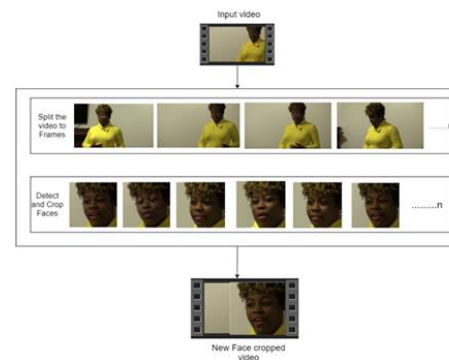 Input video
Split the
video to
Frames
Detect
and Crop
Faces
.........n
New Face cropped
video